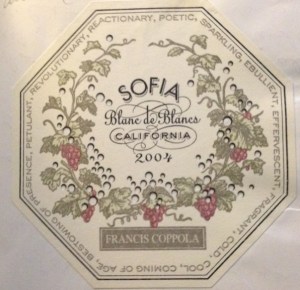 SOFIA
Blanc de Blancs
CALIFORNIA
2004
FRANCIS COPPOLA
REVOLUTIONARY, REACTIONARY, POETIC, SPARKLING, EBULLIENT, EFFERVESCENT, FRAGRANT, COLD, COOL, COMING OF AGE, BESTOWING OF PRESENCE, PETULANT,